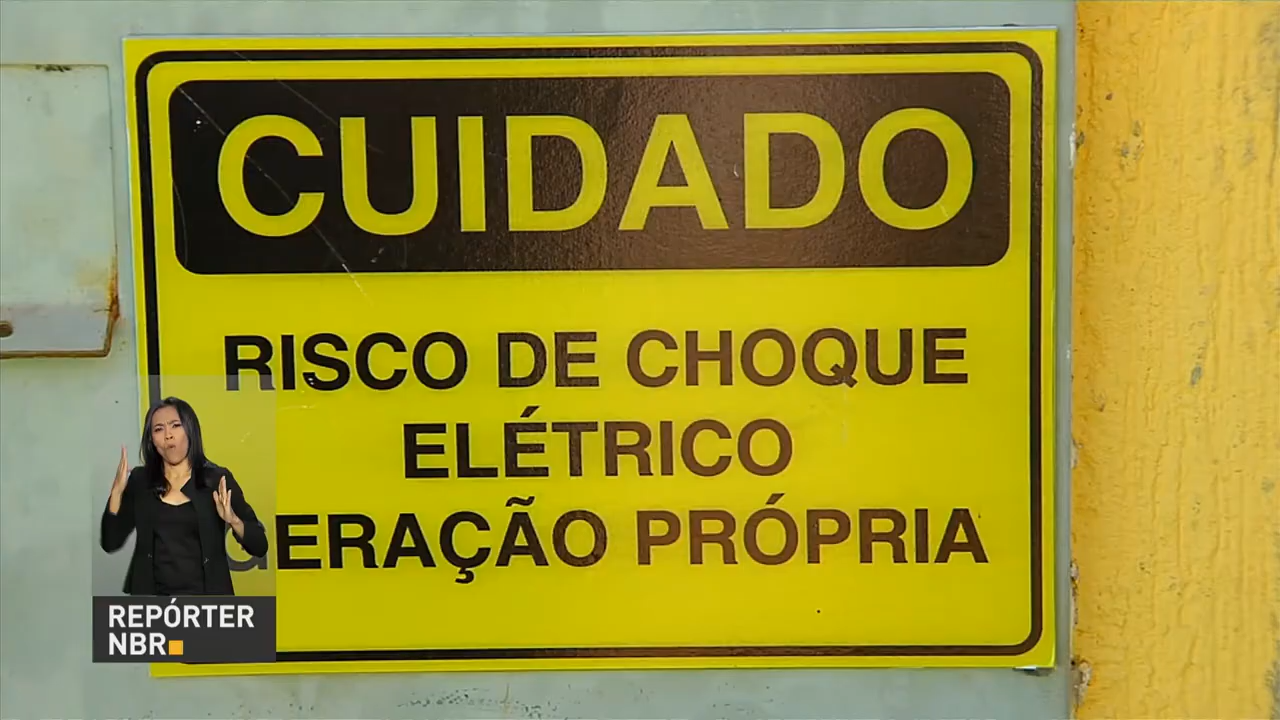 CUIDADO
RISCO DE CHOQUE
ELÉTRICO
GERAÇÃO PRÓPRIA
REPÓRTER
NBR